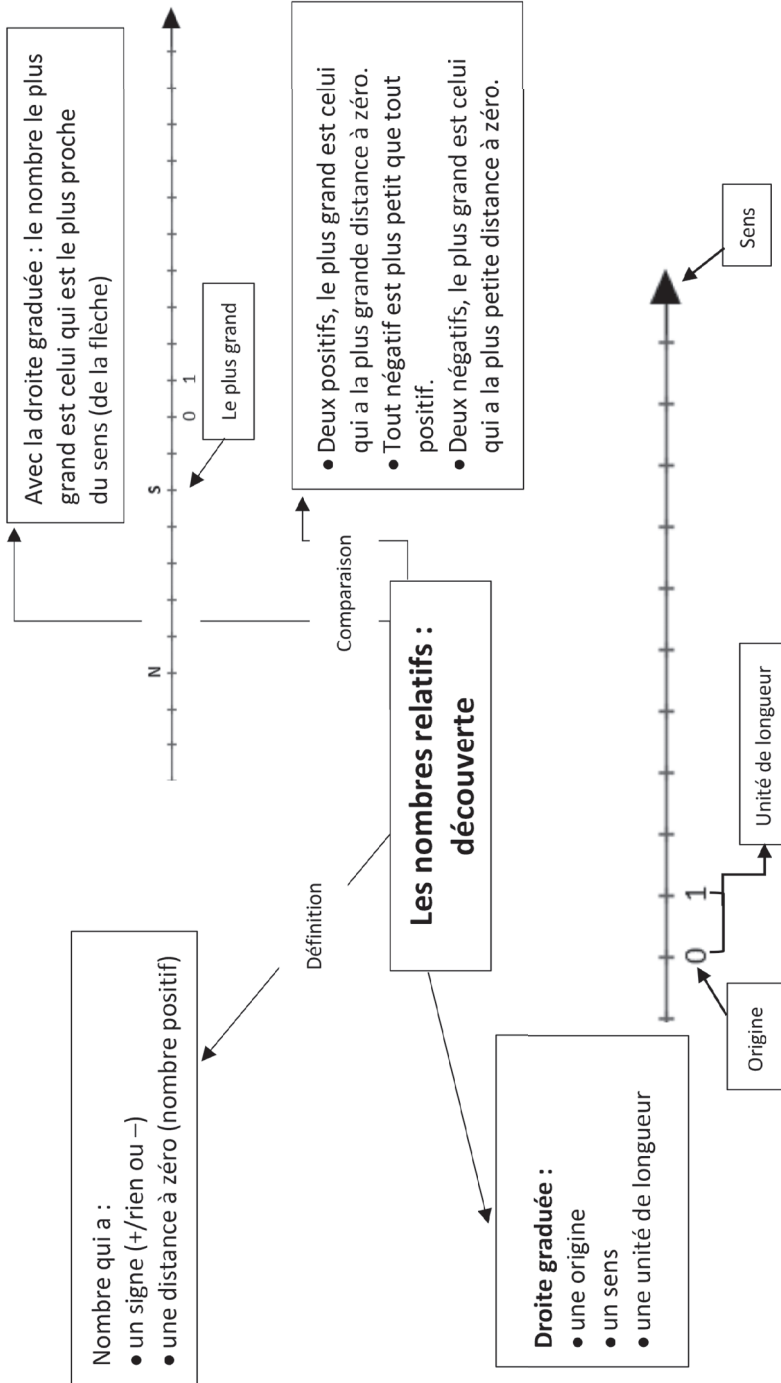 Nombre qui a :
• un signe (+/rien ou –)
• une distance à zéro (nombre positif)
Avec la droite graduée : le nombre le plus
grand est celui qui est le plus proche
du sens (de la flèche)
N S 0 1
Le plus grand
Définition
Comparaison
• Deux positifs, le plus grand est celui
qui a la plus grande distance à zéro.
• Tout négatif est plus petit que tout
positif.
• Deux négatifs, le plus grand est celui
qui a la plus petite distance à zéro.
Les nombres relatifs :
découverte
Droite graduée :
• une origine
• un sens
• une unité de longueur
0 1
Origine
Unité de longueur
Sens